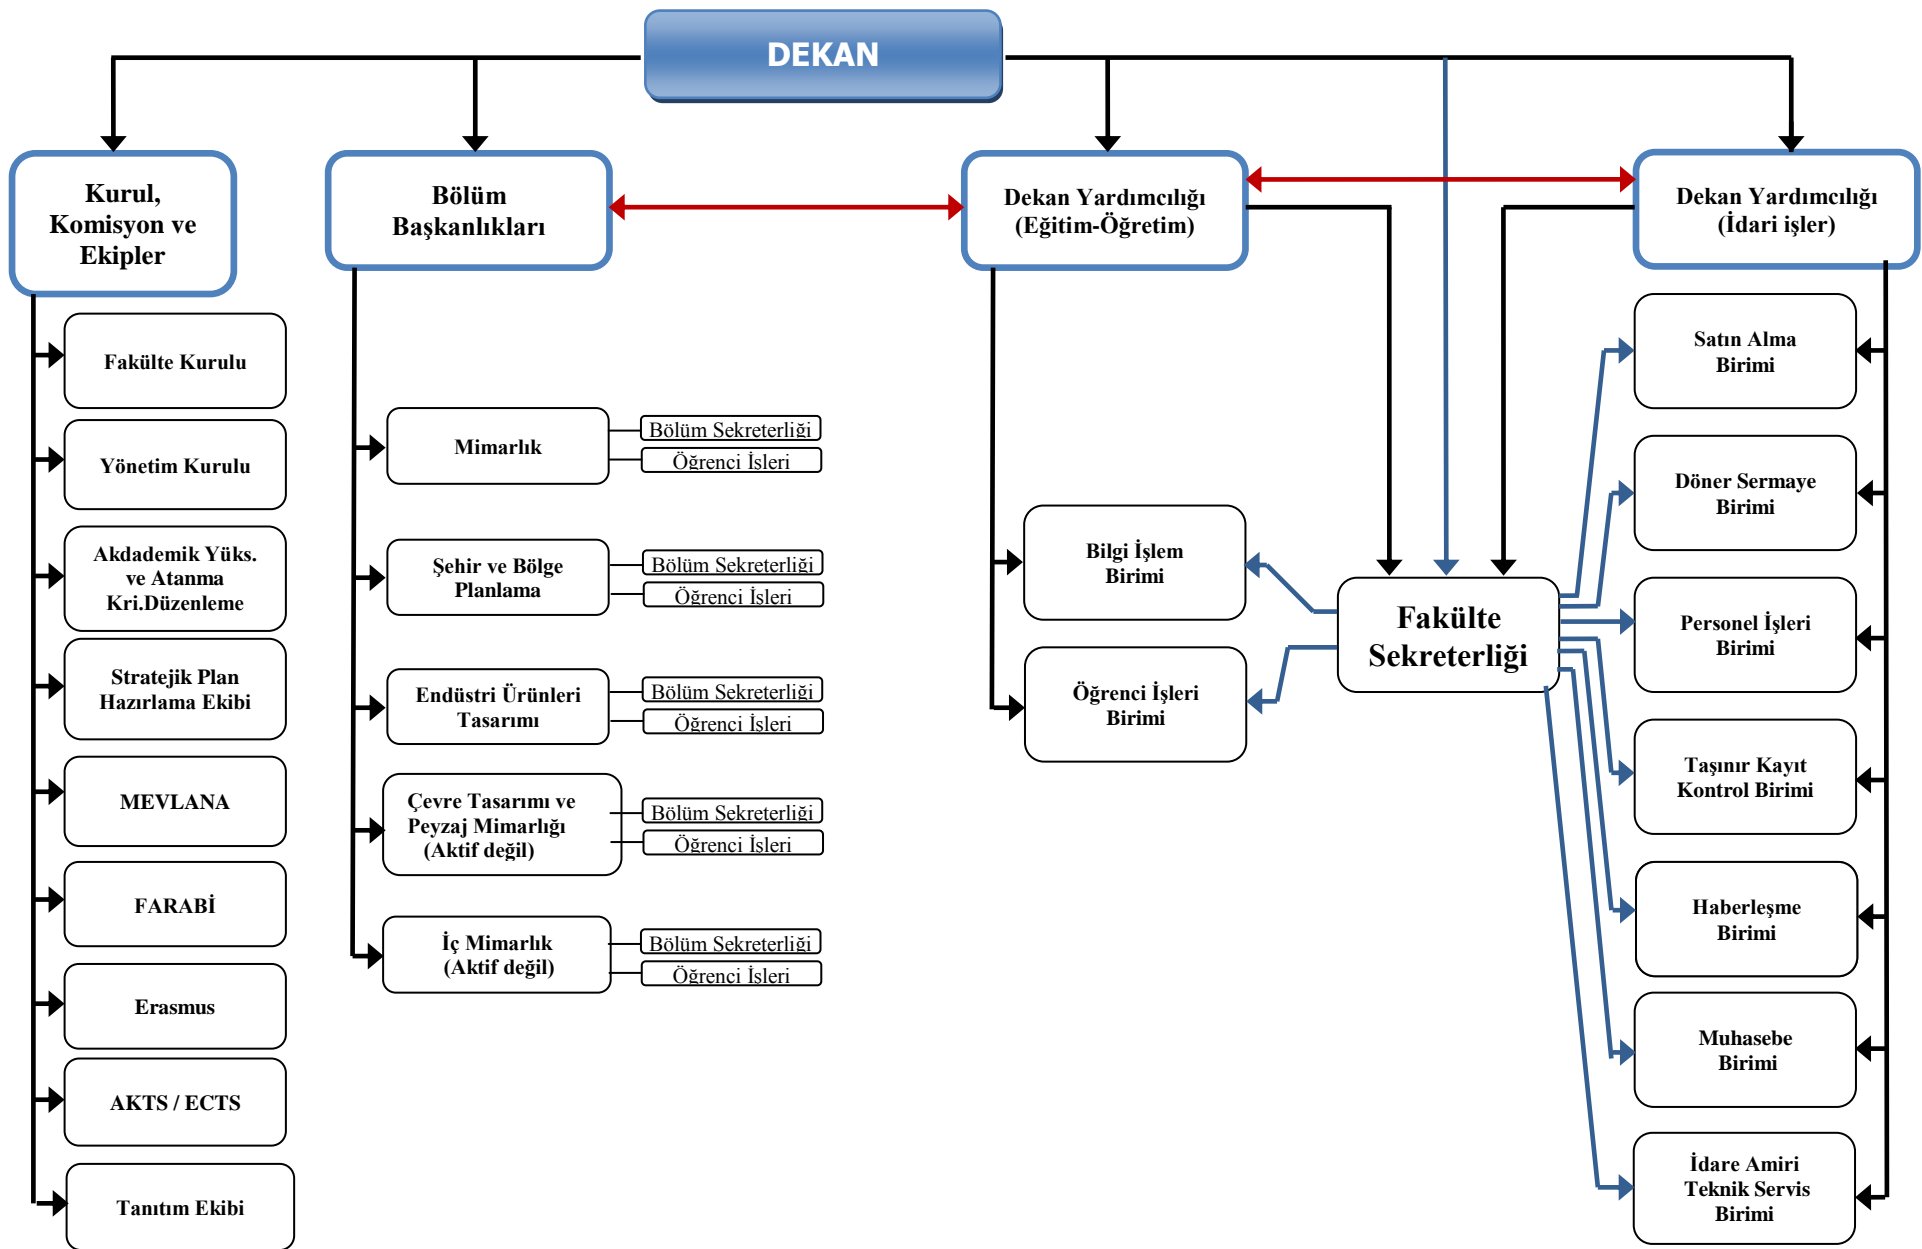 DEKAN
Kurul,
Komisyon ve
Ekipler
Bölüm
Başkanlıkları
Dekan Yardımcılığı
(Eğitim-Öğretim)
Dekan Yardımcılığı
(İdari işler)
Fakülte Kurulu
Yönetim Kurulu
Akdademik Yüks.
ve Atanma
Kri.Düzenleme
Stratejik Plan
Hazırlama Ekibi
MEVLANA
FARABİ
Erasmus
AKTS / ECTS
Tanıtım Ekibi
Mimarlık
Bölüm Sekreterliği
Öğrenci İşleri
Şehir ve Bölge
Planlama
Bölüm Sekreterliği
Öğrenci İşleri
Endüstri Ürünleri
Tasarımı
Bölüm Sekreterliği
Öğrenci İşleri
Çevre Tasarımı ve
Peyzaj Mimarlığı
(Aktif değil)
Bölüm Sekreterliği
Öğrenci İşleri
İç Mimarlık
(Aktif değil)
Bölüm Sekreterliği
Öğrenci İşleri
Bilgi İşlem
Birimi
Öğrenci İşleri
Birimi
Fakülte
Sekreterliği
Satın Alma
Birimi
Döner Sermaye
Birimi
Personel İşleri
Birimi
Taşınır Kayıt
Kontrol Birimi
Haberleşme
Birimi
Muhasebe
Birimi
İdare Amiri
Teknik Servis
Birimi